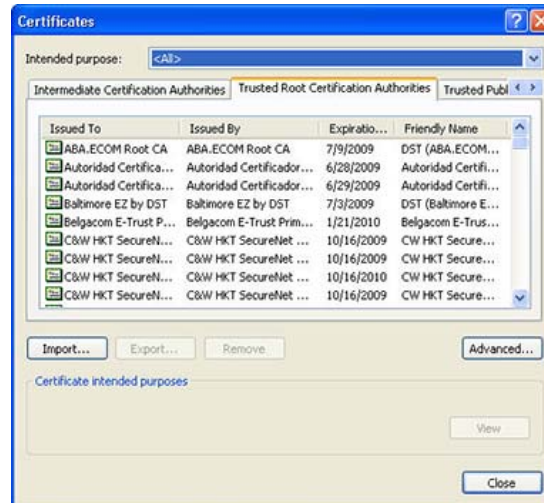 Certificates
Intended purpose: <All>
Intermediate Certification Authorities Trusted Root Certification Authorities Trusted Publ
Issued To Issued By Expiratio... Friendly Name
ABA.ECOM Root CA ABA.ECOM Root CA 7/9/2009 DST (ABA.ECOM...
Autoridad Certifica... Autoridad Certificador... 6/28/2009 Autoridad Certifi...
Autoridad Certifica... Autoridad Certificador... 6/29/2009 Autoridad Certifi...
Baltimore EZ by DST Baltimore EZ by DST 7/3/2009 DST (Baltimore E...
Belgacom E-Trust P... Belgacom E-Trust Prim... 1/21/2010 Belgacom E-Trus...
C&W HKT SecureN... C&W HKT SecureNet ... 10/16/2009 CW HKT Secure...
C&W HKT SecureN... C&W HKT SecureNet ... 10/16/2009 CW HKT Secure...
C&W HKT SecureN... C&W HKT SecureNet ... 10/16/2010 CW HKT Secure...
C&W HKT SecureN... C&W HKT SecureNet ... 10/16/2009 CW HKT Secure...
Import... Export... Remove Advanced...
Certificate intended purposes
View
Close